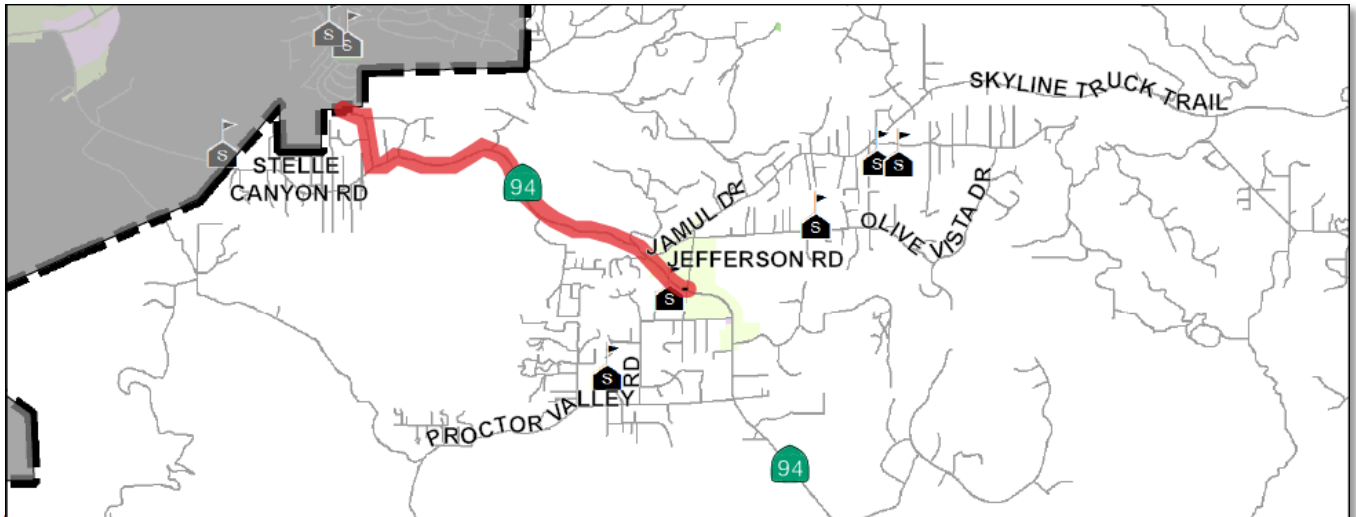 S
S
SKYLINE TRUCK TRAIL
S
STELLE
CANYON RD
94
S
S
JAMUL DR
S
OLIVE VISTA DR
JEFFERSON RD
S
S
PROCTOR VALLEY RD
94